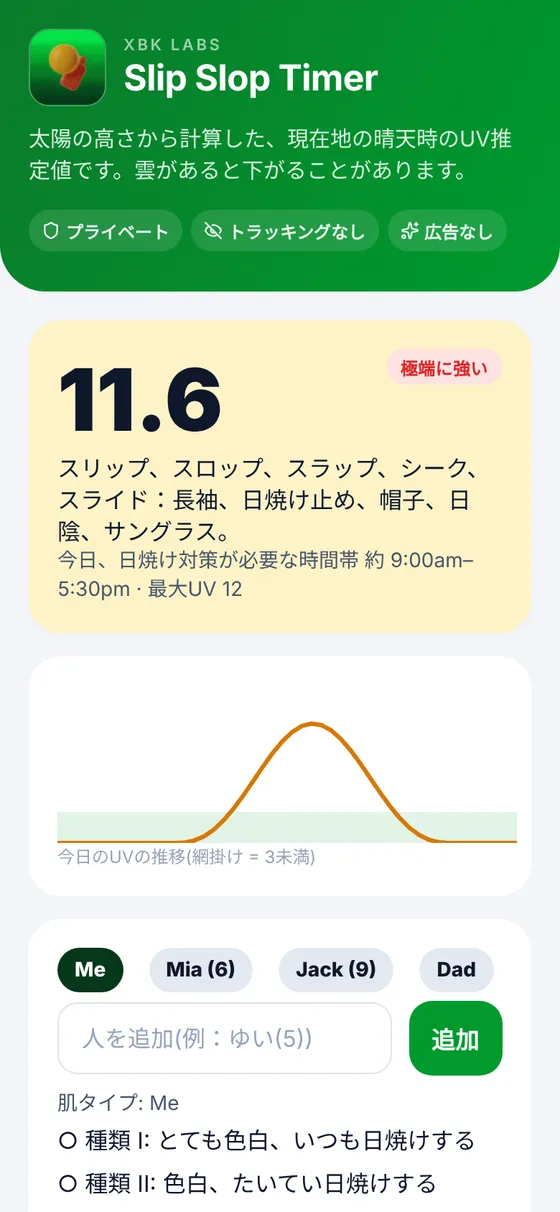 XBK LABS
Slip Slop Timer
太陽の高さから計算した、現在地の晴天時のUV推
定値です。雲があると下がることがあります。
プライベート
トラッキングなし
広告なし
11.6
極端に強い
スリップ、スロップ、スラップ、シーク、
スライド：長袖、日焼け止め、帽子、日
陰、サングラス。
今日、日焼け対策が必要な時間帯 約 9:00am–
5:30pm · 最大UV 12
今日のUVの推移(網掛け = 3未満)
Me
Mia (6)
Jack (9)
Dad
人を追加(例：ゆい(5))
追加
肌タイプ: Me
種類 I: とても色白、いつも日焼けする
種類 II: 色白、たいてい日焼けする